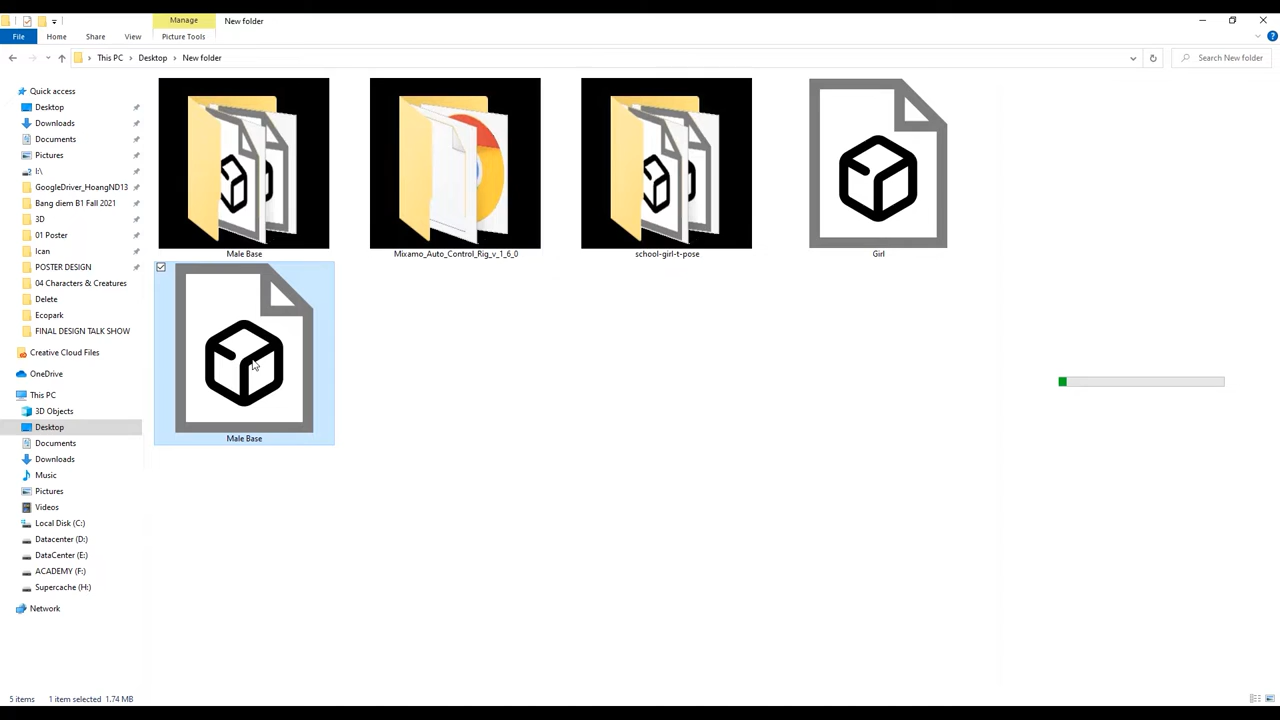 Manage
New folder
File
Home
Share
View
Picture Tools
This PC
Desktop
New folder
Search New folder
Quick access
Desktop
Downloads
Documents
Pictures
I:\
GoogleDriver_HoangND13
Bang diem B1 Fall 2021
3D
01 Poster
Ican
POSTER DESIGN
04 Characters & Creatures
Delete
Ecopark
FINAL DESIGN TALK SHOW
Creative Cloud Files
OneDrive
This PC
3D Objects
Desktop
Documents
Downloads
Music
Pictures
Videos
Local Disk (C:)
Datacenter (D:)
DataCenter (E:)
ACADEMY (F:)
Supercache (H:)
Network
Male Base
Mixamo_Auto_Control_Rig_v_1_6_0
school-girl-t-pose
Girl
Male Base
5 items
1 item selected 1.74 MB